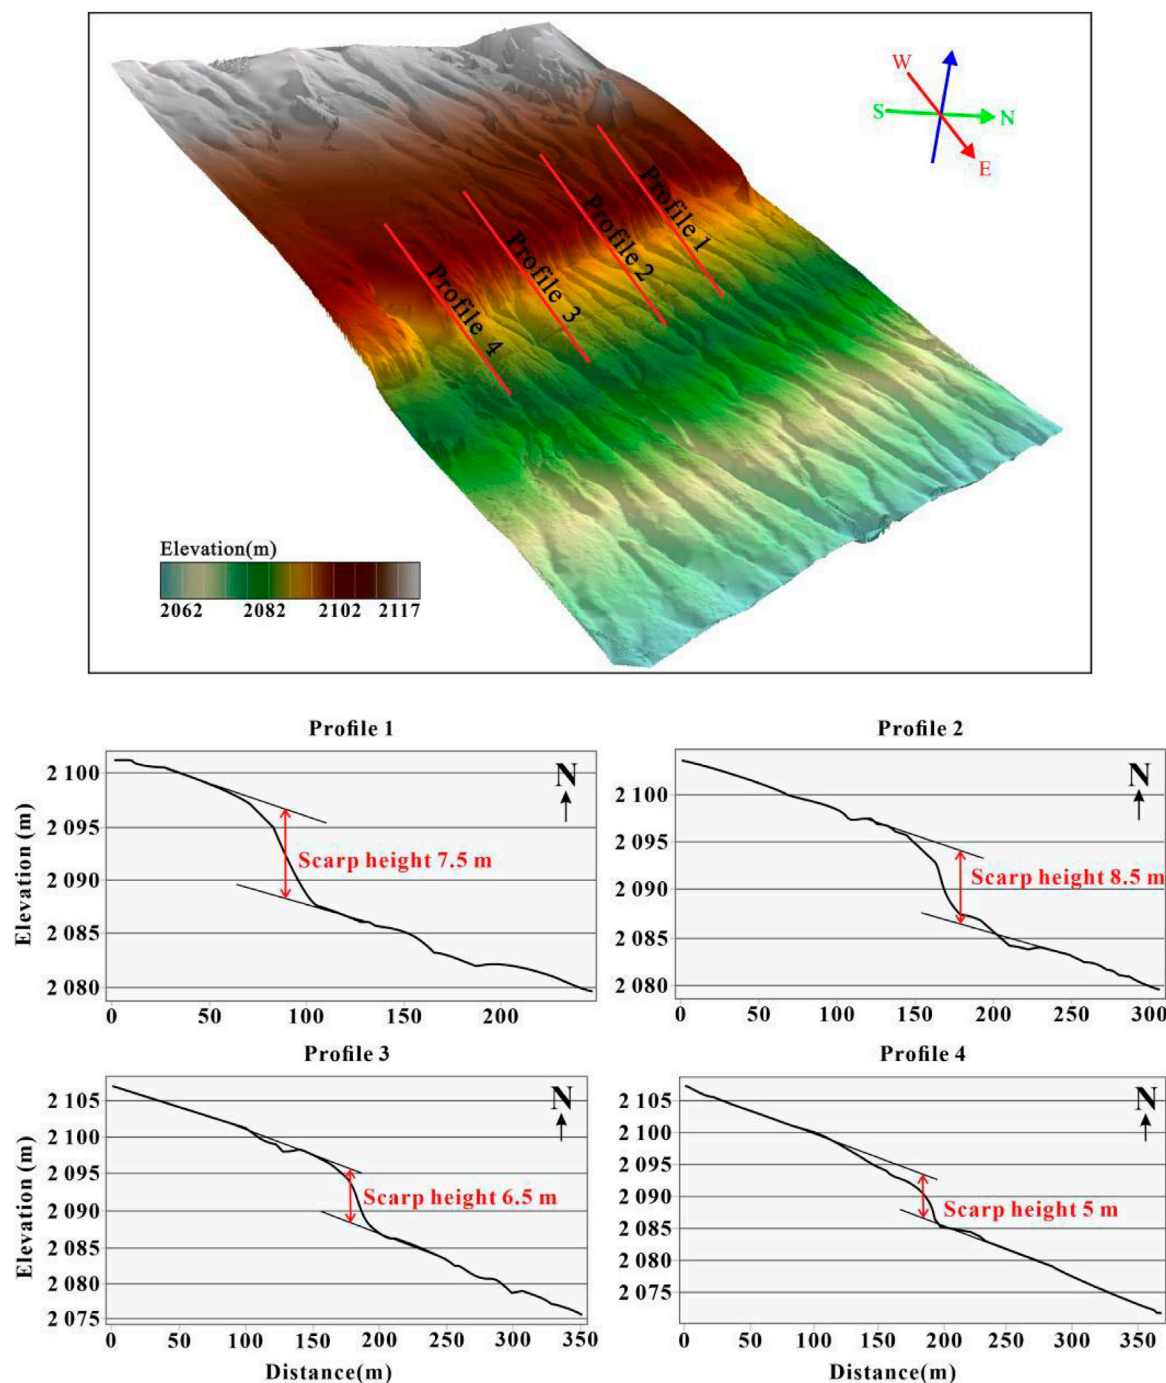 W
S
N
E
Profile 1
Profile 2
Profile 3
Profile 4
Elevation(m)
2062 2082 2102 2117
Profile 1
2 100
2 095
2 090
2 085
2 080
Elevation (m)
N
Scarp height 7.5 m
0 50 100 150 200
Profile 2
2 100
2 095
2 090
2 085
2 080
N
Scarp height 8.5 m
0 50 100 150 200 250 300
Profile 3
2 105
2 100
2 095
2 090
2 085
2 080
2 075
Elevation (m)
N
Scarp height 6.5 m
0 50 100 150 200 250 300 350
Distance(m)
Profile 4
2 105
2 100
2 095
2 090
2 085
2 080
2 075
N
Scarp height 5 m
0 50 100 150 200 250 300 350
Distance(m)